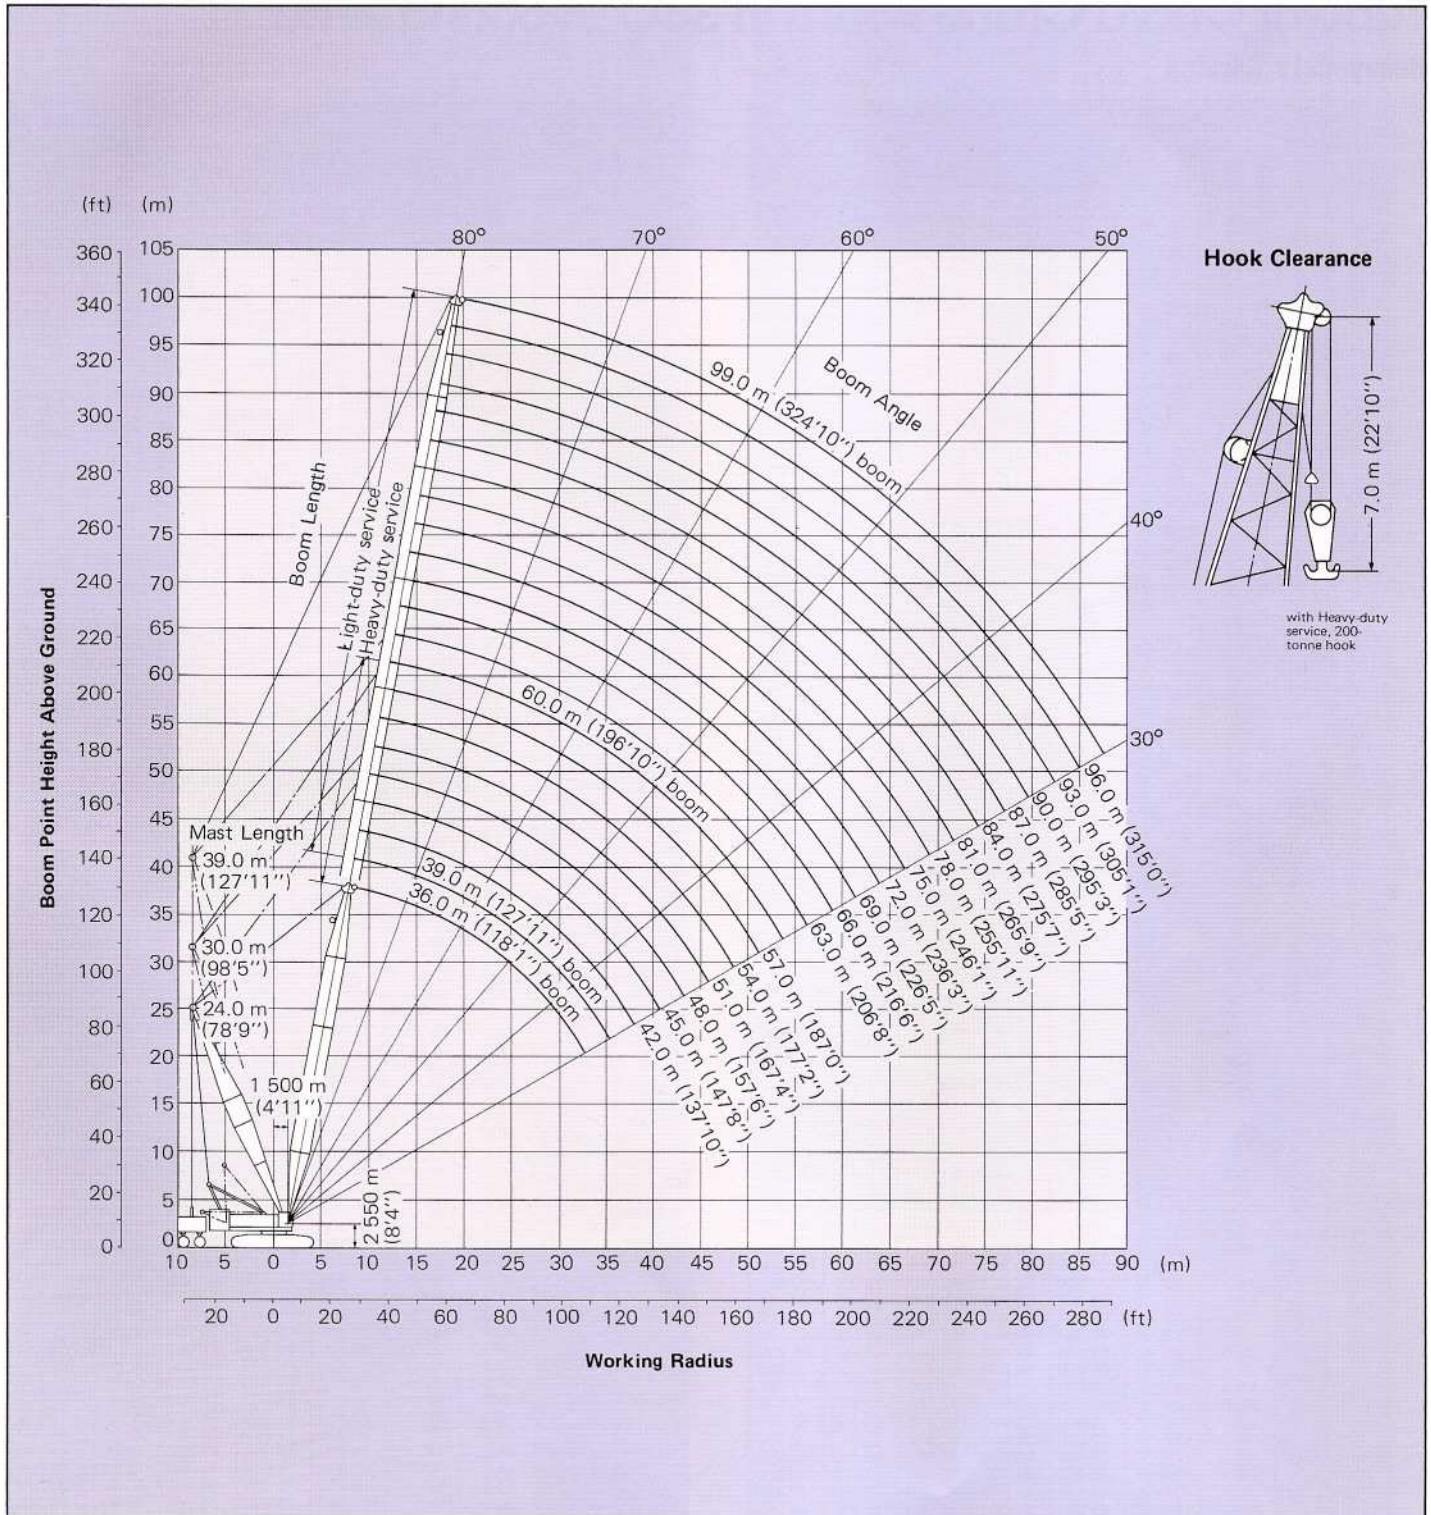 (ft) (m)
80° 70° 60° 50°
40°
30°
360
340
320
300
280
260
240
220
200
180
160
140
120
100
80
60
40
20
0
105
100
95
90
85
80
75
70
65
60
55
50
45
40
35
30
25
20
15
10
5
0
Boom Point Height Above Ground
Boom Length
Light-duty service
Heavy-duty service
Boom Angle
99.0 m (324'10'') boom
60.0 m (196'10'') boom
39.0 m (127'11'') boom
36.0 m (118'1'') boom
Mast Length
39.0 m
(127'11'')
30.0 m
(98'5'')
24.0 m
(78'9'')
1 500 m
(4'11'')
2 550 m
(8'4'')
96.0 m (315'0'')
93.0 m (305'1'')
90.0 m (295'3'')
87.0 m (285'5'')
84.0 m (275'7'')
81.0 m (265'9'')
78.0 m (255'11'')
75.0 m (246'1'')
72.0 m (236'3'')
69.0 m (226'5'')
66.0 m (216'6'')
63.0 m (206'8'')
57.0 m (187'0'')
54.0 m (177'2'')
51.0 m (167'4'')
48.0 m (157'6'')
45.0 m (147'8'')
42.0 m (137'10'')
10 5 0 5 10 15 20 25 30 35 40 45 50 55 60 65 70 75 80 85 90 (m)
20 0 20 40 60 80 100 120 140 160 180 200 220 240 260 280 (ft)
Working Radius
Hook Clearance
7.0 m (22'10'')
with Heavy-duty
service, 200-
tonne hook